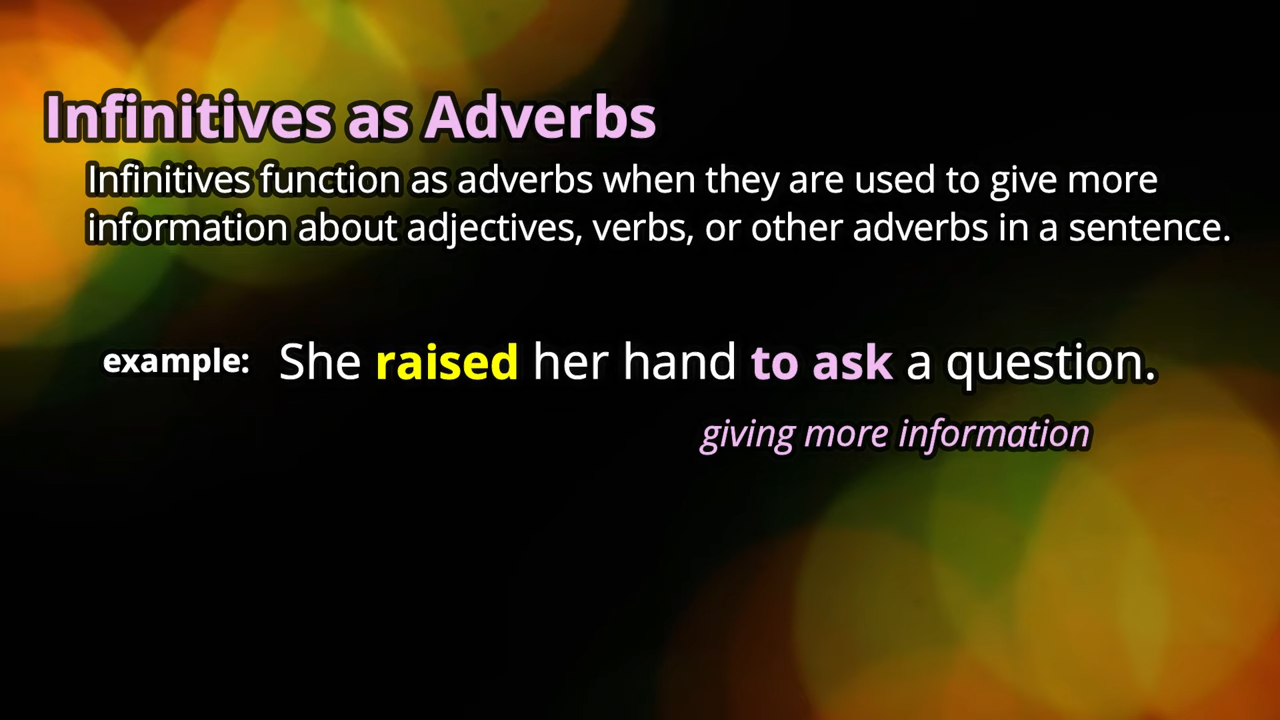 Infinitives as Adverbs
Infinitives function as adverbs when they are used to give more
information about adjectives, verbs, or other adverbs in a sentence.
example: She raised her hand to ask a question.
giving more information